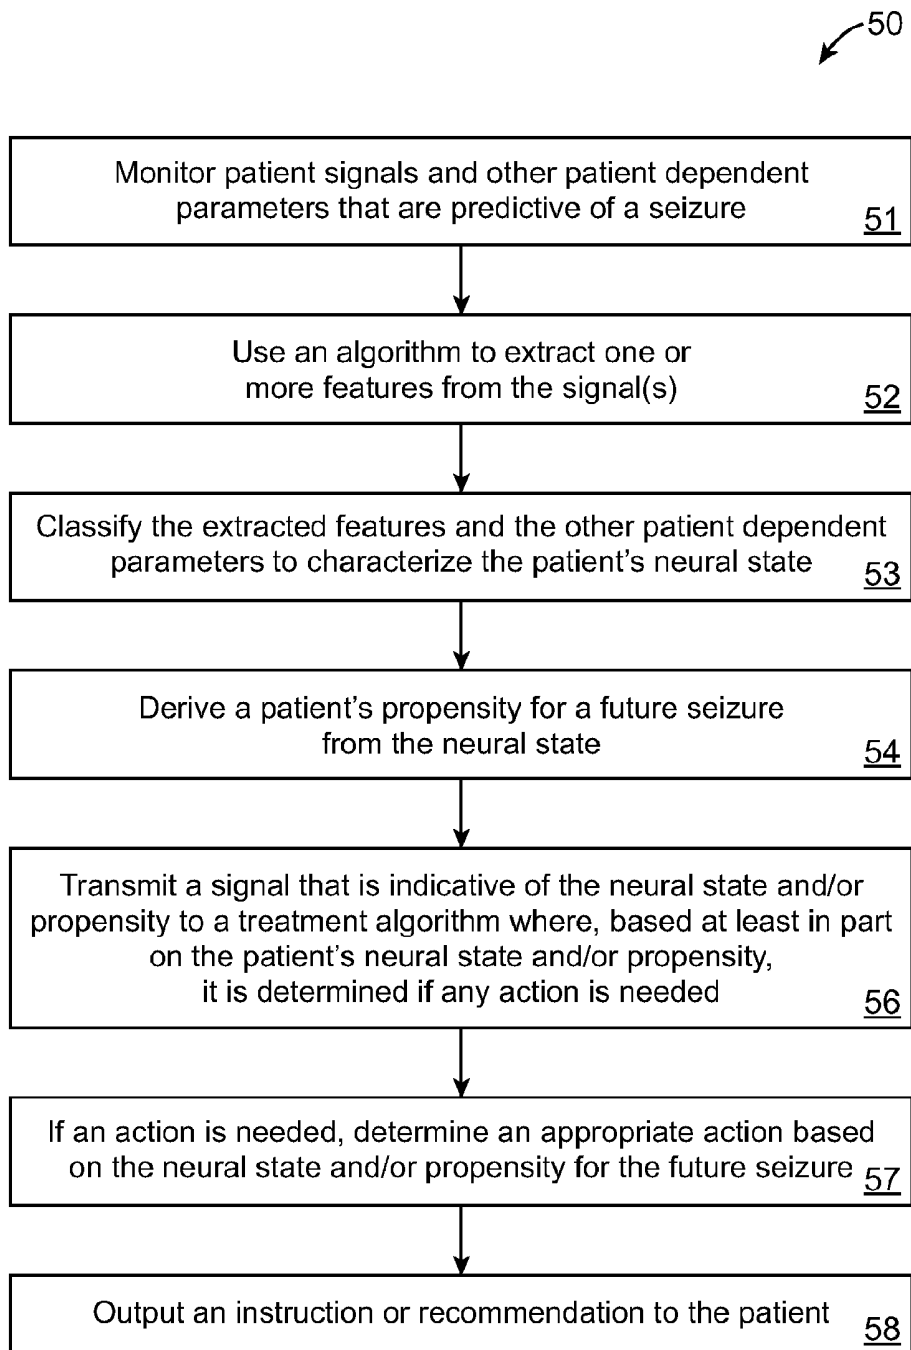 50
Monitor patient signals and other patient dependent
parameters that are predictive of a seizure
51
Use an algorithm to extract one or
more features from the signal(s)
52
Classify the extracted features and the other patient dependent
parameters to characterize the patient's neural state
53
Derive a patient's propensity for a future seizure
from the neural state
54
Transmit a signal that is indicative of the neural state and/or
propensity to a treatment algorithm where, based at least in part
on the patient's neural state and/or propensity,
it is determined if any action is needed
56
If an action is needed, determine an appropriate action based
on the neural state and/or propensity for the future seizure
57
Output an instruction or recommendation to the patient
58